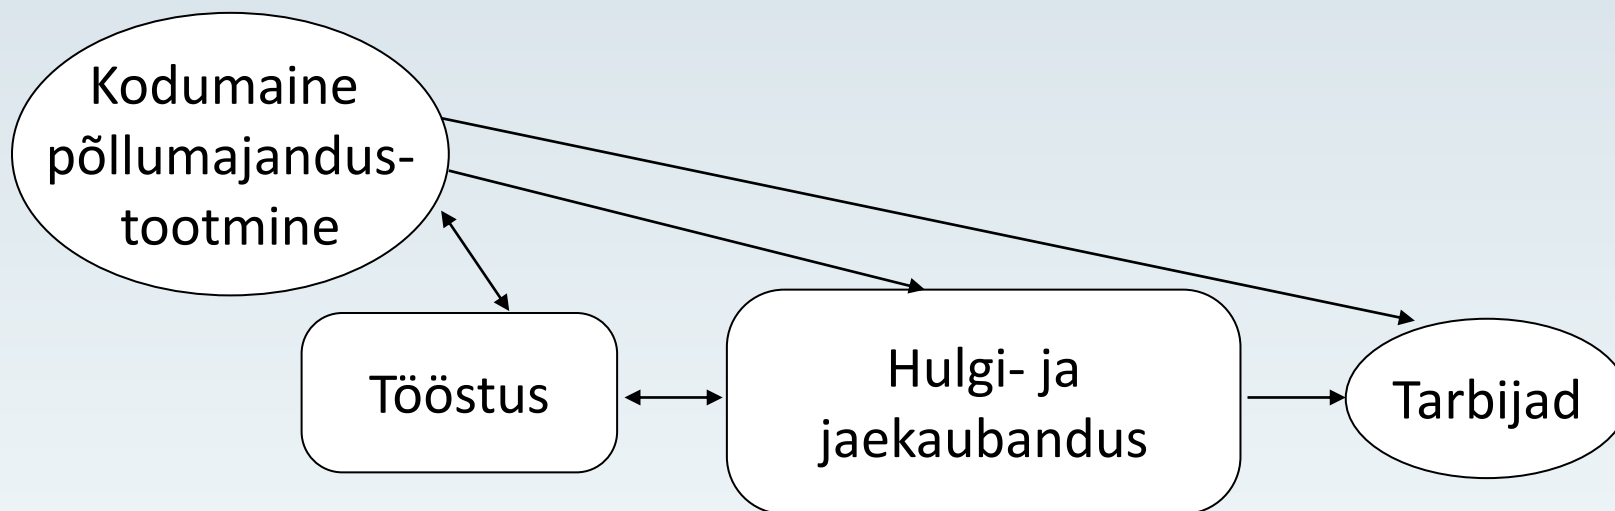 Kodumaine
põllumajandus-
tootmine
Tööstus
Hulgi- ja
jaekaubandus
Tarbijad